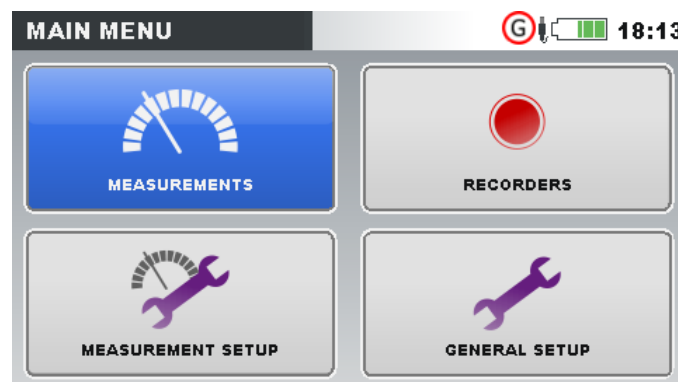 MAIN MENU
G 18:13
MEASUREMENTS
RECORDERS
MEASUREMENT SETUP
GENERAL SETUP